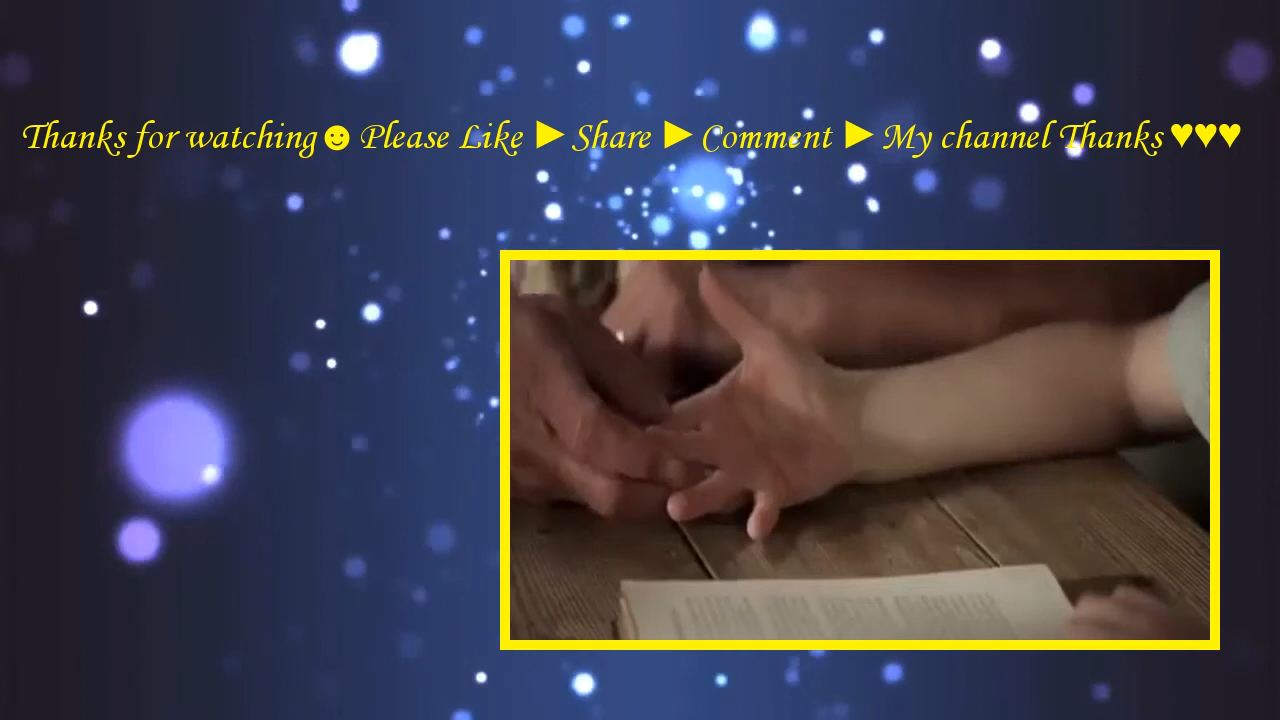 Thanks for watching☻Please Like ►Share ►Comment ►My channel Thanks♥♥♥